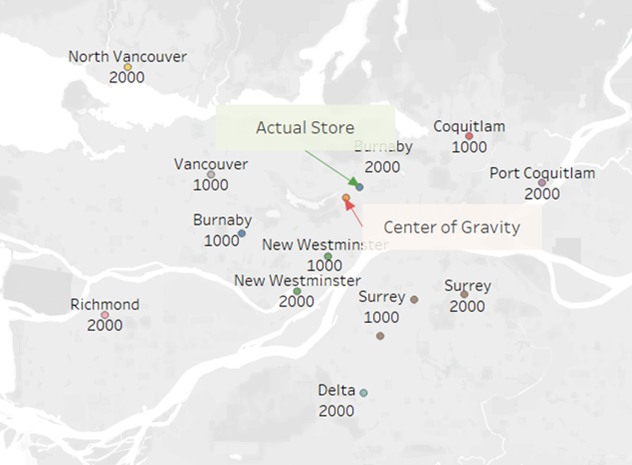 North Vancouver
2000
Actual Store
Burnaby
2000
Coquitlam
1000
Vancouver
1000
Port Coquitlam
2000
Burnaby
1000
Center of Gravity
New Westminster
1000
New Westminster
2000
Surrey
1000
Surrey
2000
Richmond
2000
Delta
2000